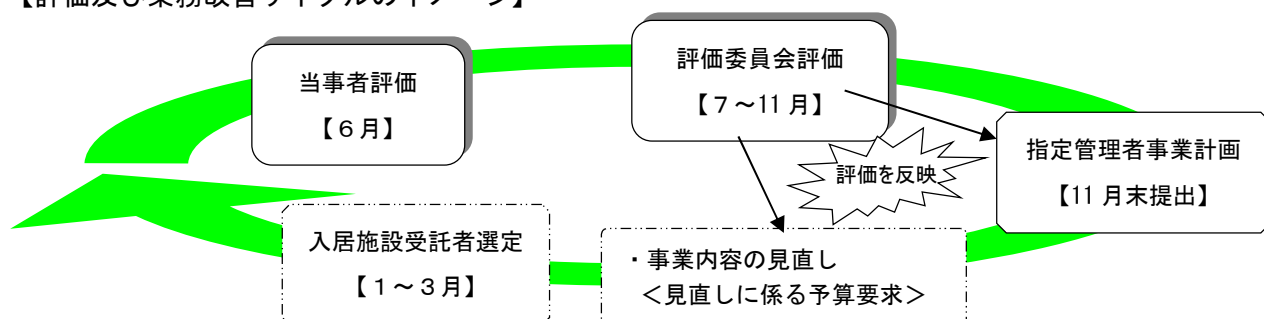 【評価及び業務改善サイクルのイメージ】
当事者評価
【６月】
評価委員会評価
【７～11 月】
指定管理者事業計画
【11 月末提出】
評価を反映
・事業内容の見直し
＜見直しに係る予算要求＞
入居施設受託者選定
【１～３月】